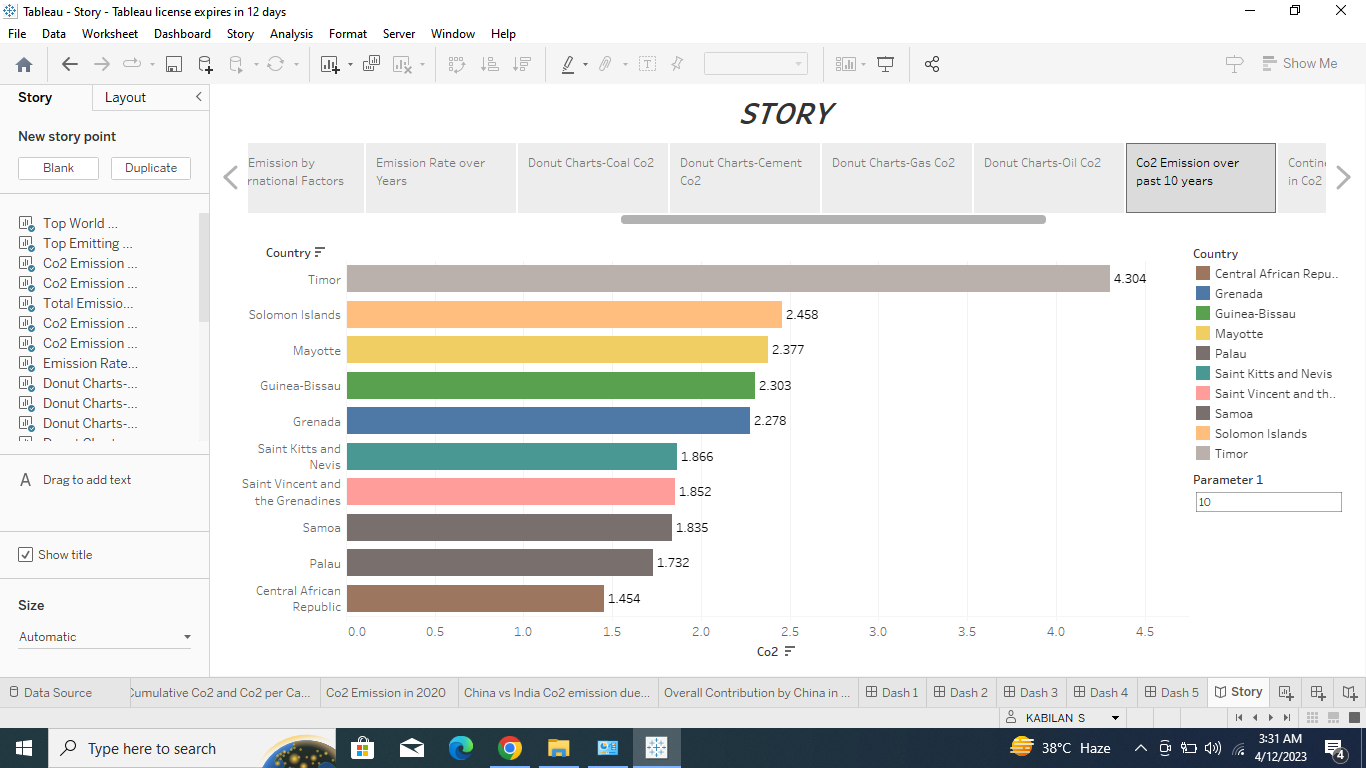 Tableau - Story - Tableau license expires in 12 days
File Data Worksheet Dashboard Story Analysis Format Server Window Help
Show Me
Story Layout
New story point
Blank Duplicate
Top World ...
Top Emitting ...
Co2 Emission ...
Co2 Emission ...
Total Emissio...
Co2 Emission ...
Co2 Emission ...
Emission Rate...
Donut Charts-...
Donut Charts-...
Donut Charts-...
A Drag to add text
Show title
Size
Automatic
STORY
Emission by
rnational Factors
Emission Rate over
Years
Donut Charts-Coal Co2
Donut Charts-Cement
Co2
Donut Charts-Gas Co2
Donut Charts-Oil Co2
Co2 Emission over
past 10 years
Contin
in Co2
Country
Timor 4.304
Solomon Islands 2.458
Mayotte 2.377
Guinea-Bissau 2.303
Grenada 2.278
Saint Kitts and
Nevis 1.866
Saint Vincent and
the Grenadines 1.852
Samoa 1.835
Palau 1.732
Central African
Republic 1.454
0.0 0.5 1.0 1.5 2.0 2.5 3.0 3.5 4.0 4.5
Co2
Country
Central African Repu..
Grenada
Guinea-Bissau
Mayotte
Palau
Saint Kitts and Nevis
Saint Vincent and th..
Samoa
Solomon Islands
Timor
Parameter 1
10
Data Source Cumulative Co2 and Co2 per Ca... Co2 Emission in 2020 China vs India Co2 emission due... Overall Contribution by China in ... Dash 1 Dash 2 Dash 3 Dash 4 Dash 5 Story
KABILAN S
Type here to search
38°C Haze
3:31 AM
4/12/2023
4